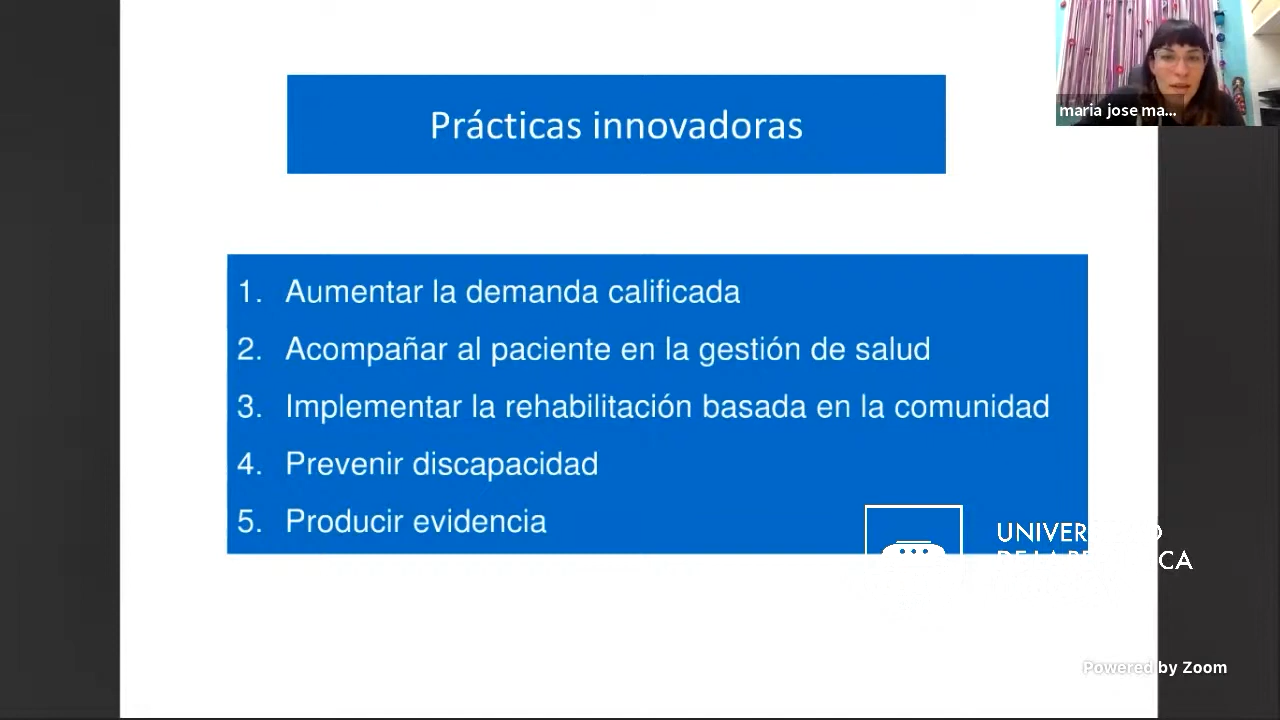 Prácticas innovadoras
maria jose ma...
1. Aumentar la demanda calificada
2. Acompañar al paciente en la gestión de salud
3. Implementar la rehabilitación basada en la comunidad
4. Prevenir discapacidad
5. Producir evidencia
Powered by Zoom